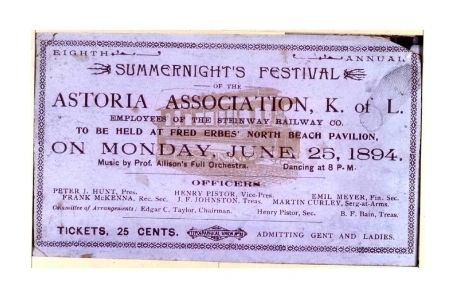 EIGHTH ANNUAL
SUMMERNIGHT'S FESTIVAL
OF THE
ASTORIA ASSOCIATION, K. of L.
EMPLOYEES OF THE STEINWAY RAILWAY CO.
TO BE HELD AT FRED ERBES' NORTH BEACH PAVILION,
ON MONDAY, JUNE 25, 1894.
Music by Prof. Allison's Full Orchestra. Dancing at 8 P-M.
OFFICERS
PETER J. HUNT, Pres. HENRY PISTOR, Vice-Pres. EMIL MEYER, Fin. Sec.
FRANK McKENNA, Rec. Sec. J. F. JOHNSTON, Treas. MARTIN CURLEY, Serg-at-Arms.
Committee of Arrangements: Edgar C. Taylor, Chairman. Henry Pistor, Sec. B. F. Bain, Treas.
TICKETS, 25 CENTS. ADMITTING GENT AND LADIES.